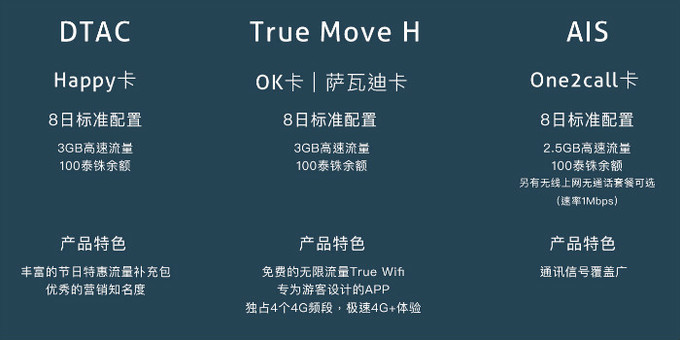 DTAC
Happy卡
8日标准配置
3GB高速流量
100泰铢余额
产品特色
丰富的节日特惠流量补充包
优秀的营销知名度
True Move H
OK卡｜萨瓦迪卡
8日标准配置
3GB高速流量
100泰铢余额
产品特色
免费的无限流量True Wifi
专为游客设计的APP
独占4个4G频段，极速4G+体验
AIS
One2call卡
8日标准配置
2.5GB高速流量
100泰铢余额
另有无线上网无通话套餐可选
（速率1Mbps）
产品特色
通讯信号覆盖广